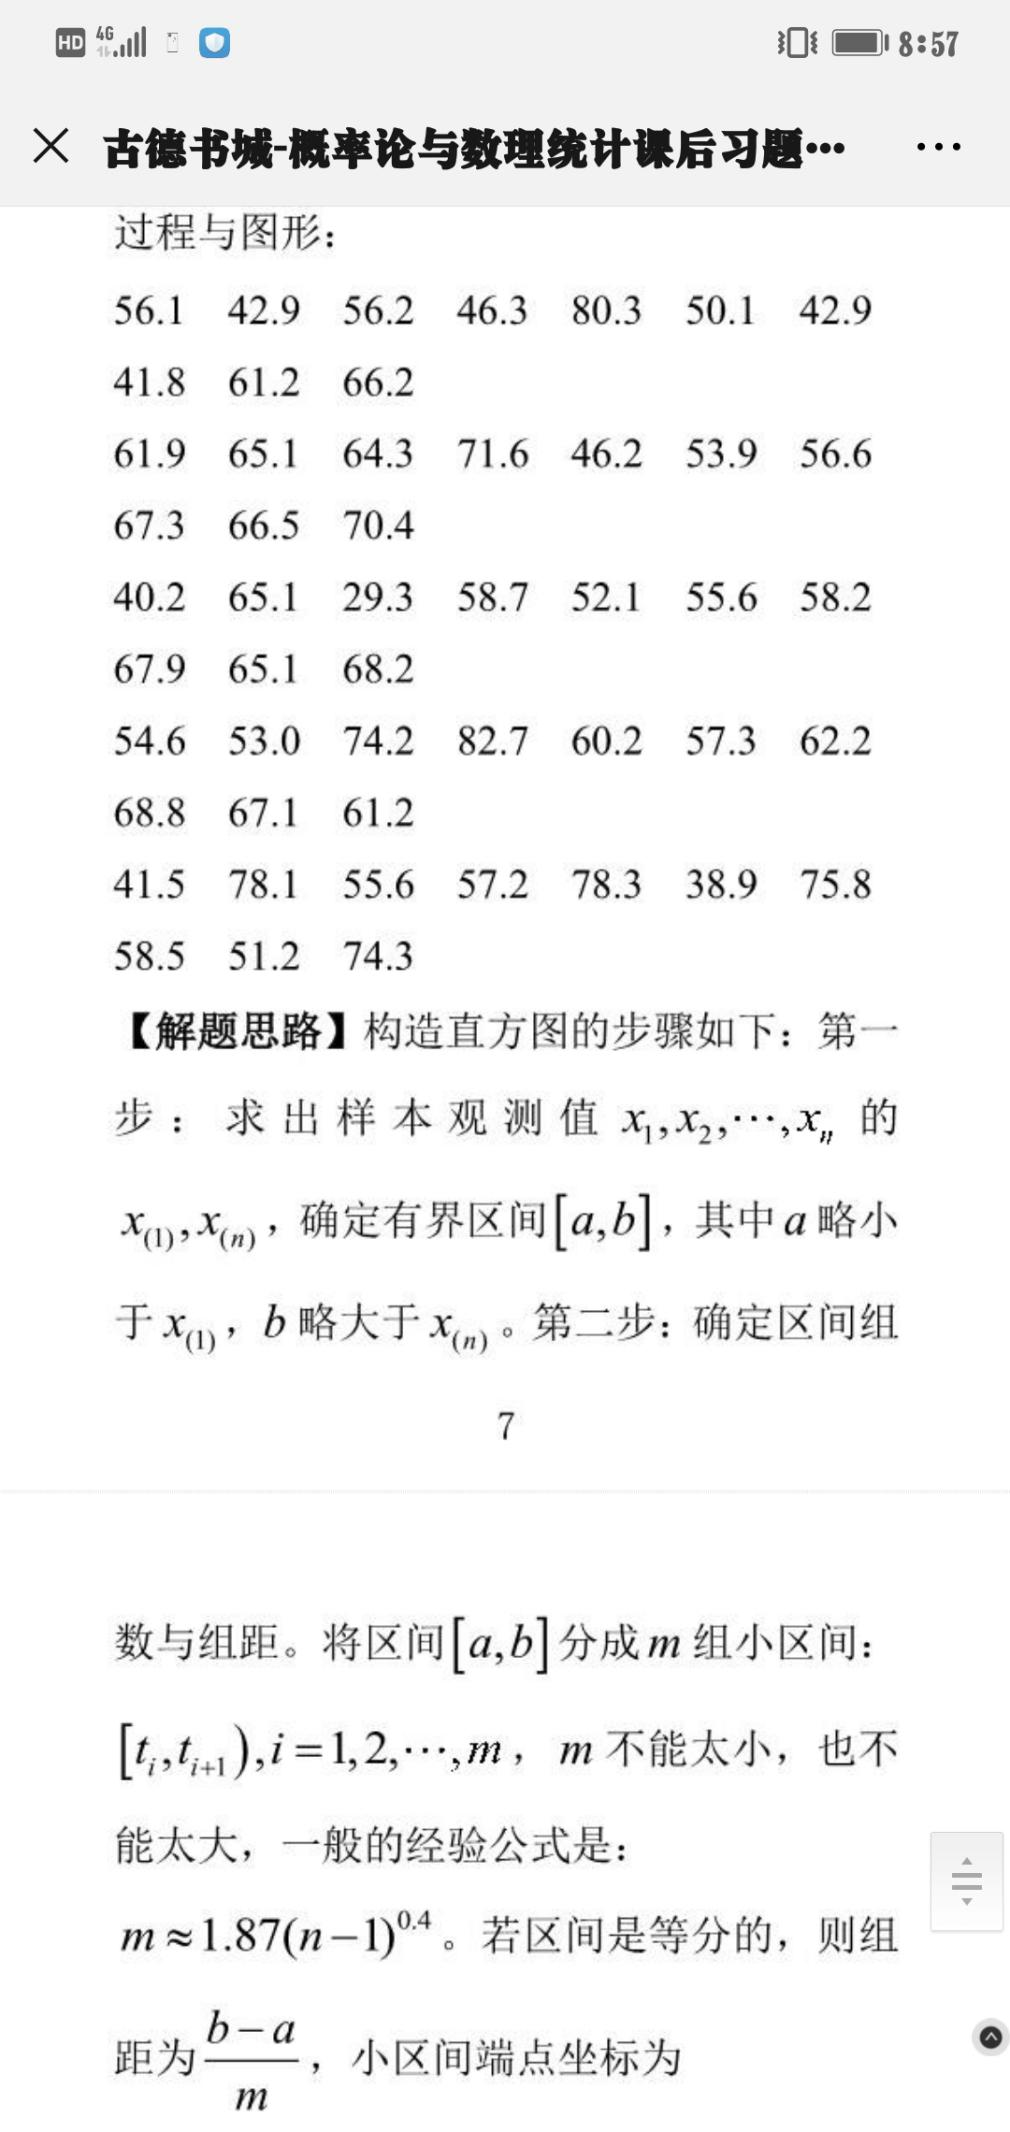 HD 4G 8:57
古德书城-概率论与数理统计课后习题…
过程与图形:
56.1 42.9 56.2 46.3 80.3 50.1 42.9
41.8 61.2 66.2
61.9 65.1 64.3 71.6 46.2 53.9 56.6
67.3 66.5 70.4
40.2 65.1 29.3 58.7 52.1 55.6 58.2
67.9 65.1 68.2
54.6 53.0 74.2 82.7 60.2 57.3 62.2
68.8 67.1 61.2
41.5 78.1 55.6 57.2 78.3 38.9 75.8
58.5 51.2 74.3
【解题思路】构造直方图的步骤如下：第一
步：求出样本观测值 x₁,x₂,⋯,xₙ 的
x₍₁₎,x₍ₙ₎，确定有界区间[a,b]，其中 a 略小
于 x₍₁₎，b 略大于 x₍ₙ₎。第二步：确定区间组
7
数与组距。将区间[a,b]分成 m 组小区间：
[tᵢ,tᵢ₊₁),i=1,2,⋯,m， m 不能太小，也不
能太大，一般的经验公式是：
m≈1.87(n−1)^0.4。若区间是等分的，则组
距为 (b−a)/m，小区间端点坐标为